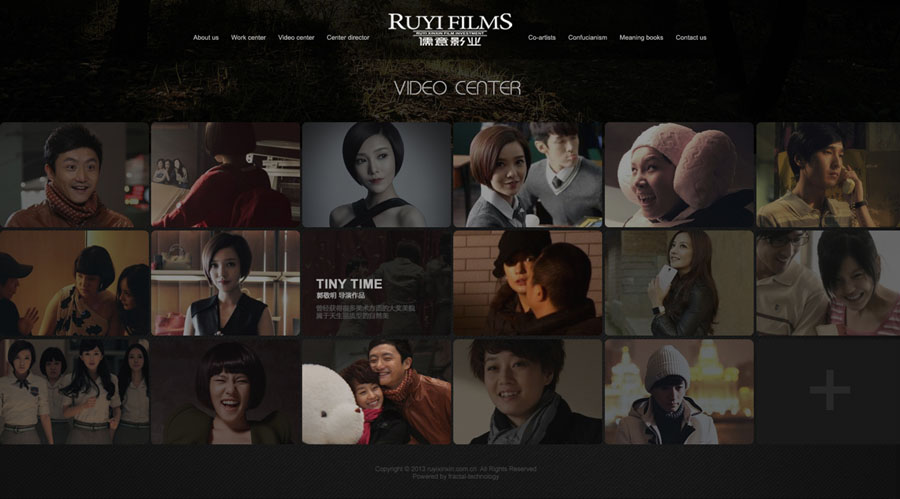 RUYI FILMS
RUYI XINXIN FILM INVESTMENT
儒意影业
About us Work center Video center Center director Co-artists Confucianism Meaning books Contact us
VIDEO CENTER
TINY TIME
郭敬明 导演作品
Copyright © 2013 ruyixinxin.com.cn All Rights Reserved
Powered by fractal-technology